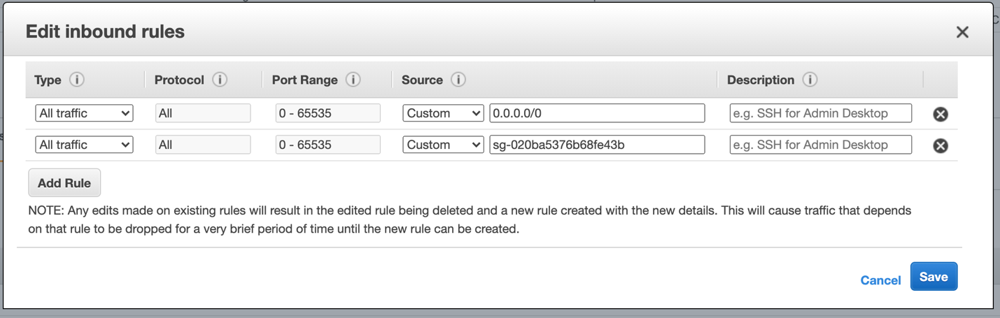 Edit inbound rules
Type Protocol Port Range Source Description
All traffic All 0 - 65535 Custom 0.0.0.0/0 e.g. SSH for Admin Desktop
All traffic All 0 - 65535 Custom sg-020ba5376b68fe43b e.g. SSH for Admin Desktop
Add Rule
NOTE: Any edits made on existing rules will result in the edited rule being deleted and a new rule created with the new details. This will cause traffic that depends
on that rule to be dropped for a very brief period of time until the new rule can be created.
Cancel Save